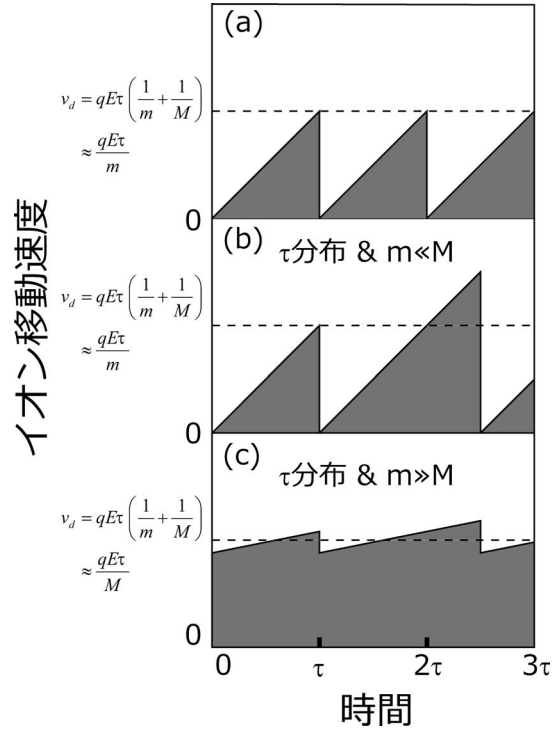 (a)
v_d = qEτ(1/m + 1/M)
≈ qEτ/m
0
(b)
τ分布 & m≪M
v_d = qEτ(1/m + 1/M)
≈ qEτ/m
0
(c)
τ分布 & m≫M
v_d = qEτ(1/m + 1/M)
≈ qEτ/M
0
イオン移動速度
0 τ 2τ 3τ
時間